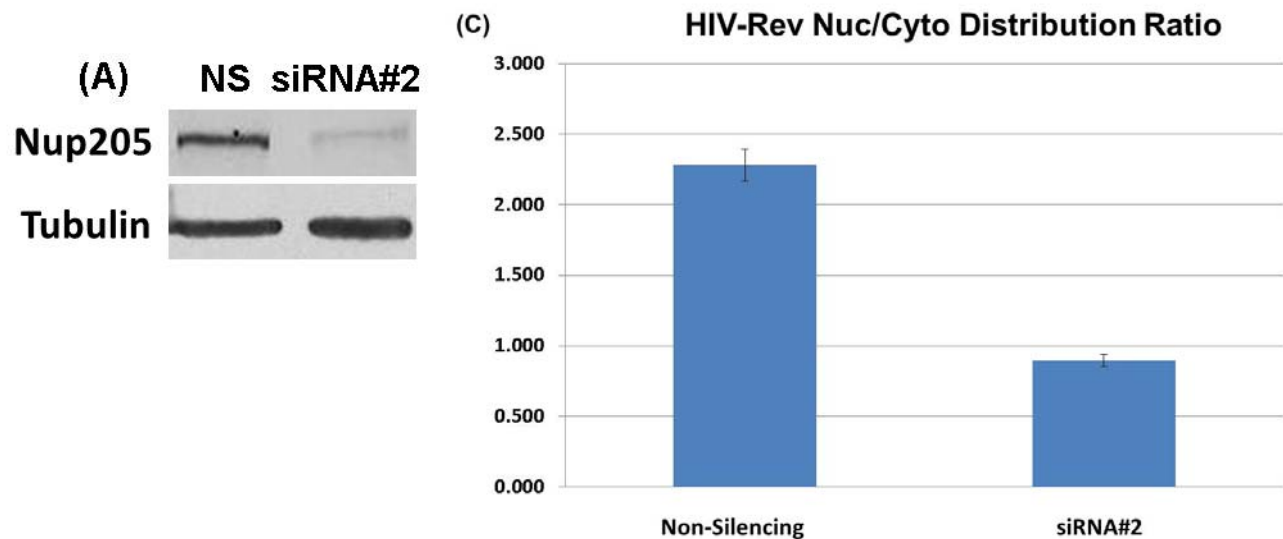 (A) NS siRNA#2
Nup205
Tubulin
(C) HIV-Rev Nuc/Cyto Distribution Ratio
3.000
2.500
2.000
1.500
1.000
0.500
0.000
Non-Silencing siRNA#2